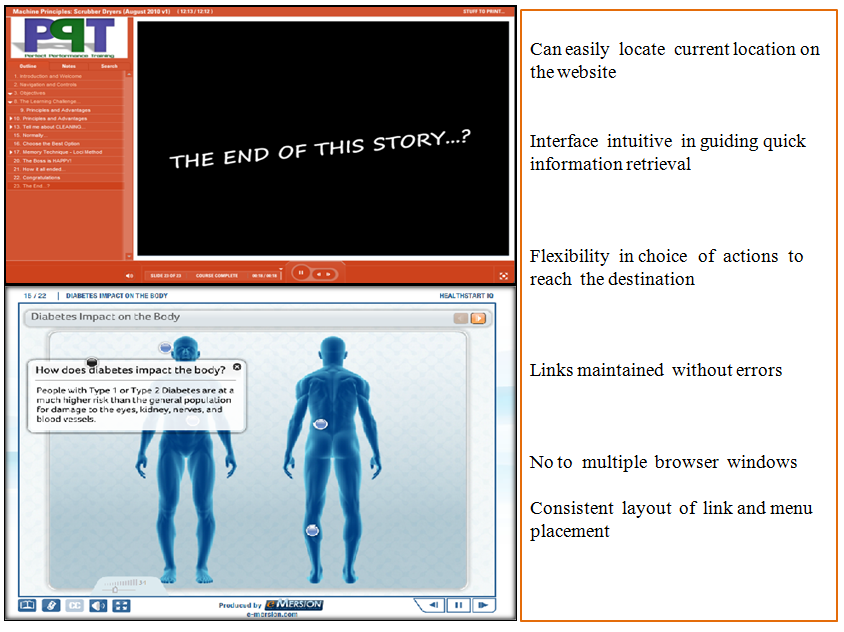 Machine Principles: Scrubber Dryers (August 2010 v1) ( 12:13 / 12:12 )
STUFF TO PRINT...
PPT
Perfect Performance Training
Outline Notes Search
1. Introduction and Welcome
2. Navigation and Controls
3. Objectives
8. The Learning Challenge...
9. Principles and Advantages
10. Principles and Advantages
13. Tell me about CLEANING...
15. Normally...
16. Choose the Best Option
17. Memory Technique - Loci Method
20. The Boss is HAPPY!
21. How it all ended...
22. Congratulations
23. The End...?
THE END OF THIS STORY...?
SLIDE 23 OF 23 COURSE COMPLETE
15 / 22 | DIABETES IMPACT ON THE BODY
HEALTHSTART IQ
Diabetes Impact on the Body
How does diabetes impact the body?
People with Type 1 or Type 2 Diabetes are at a
much higher risk than the general population
for damage to the eyes, kidney, nerves, and
blood vessels.
CC
Produced by eMERSION
e-mersion.com
Can easily locate current location on
the website
Interface intuitive in guiding quick
information retrieval
Flexibility in choice of actions to
reach the destination
Links maintained without errors
No to multiple browser windows
Consistent layout of link and menu
placement